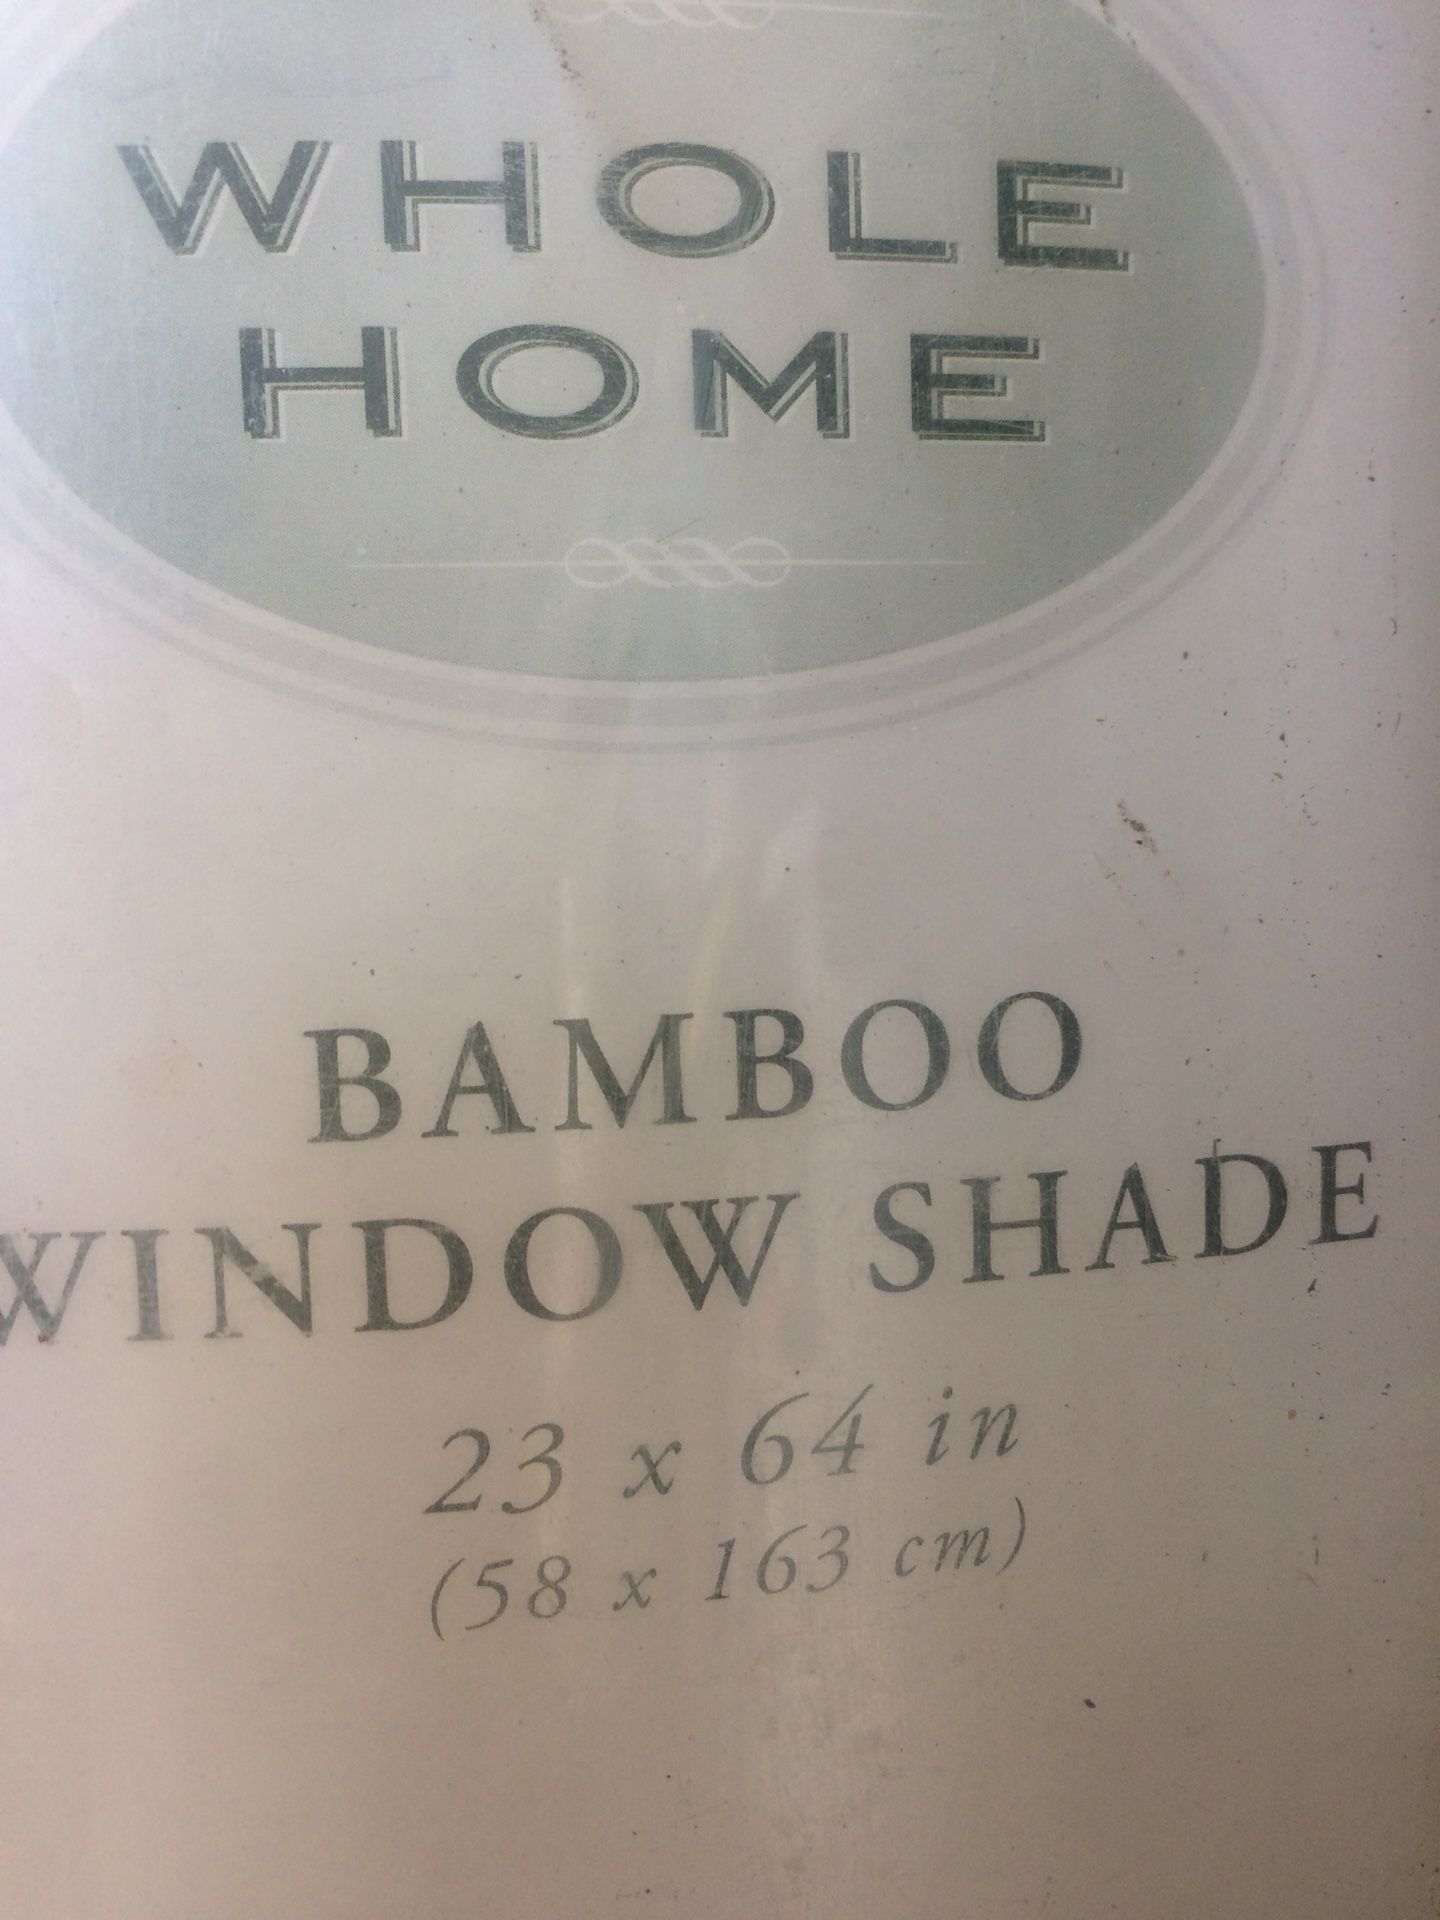 WHOLE
HOME
BAMBOO
WINDOW SHADE
23 x 64 in
(58 x 163 cm)